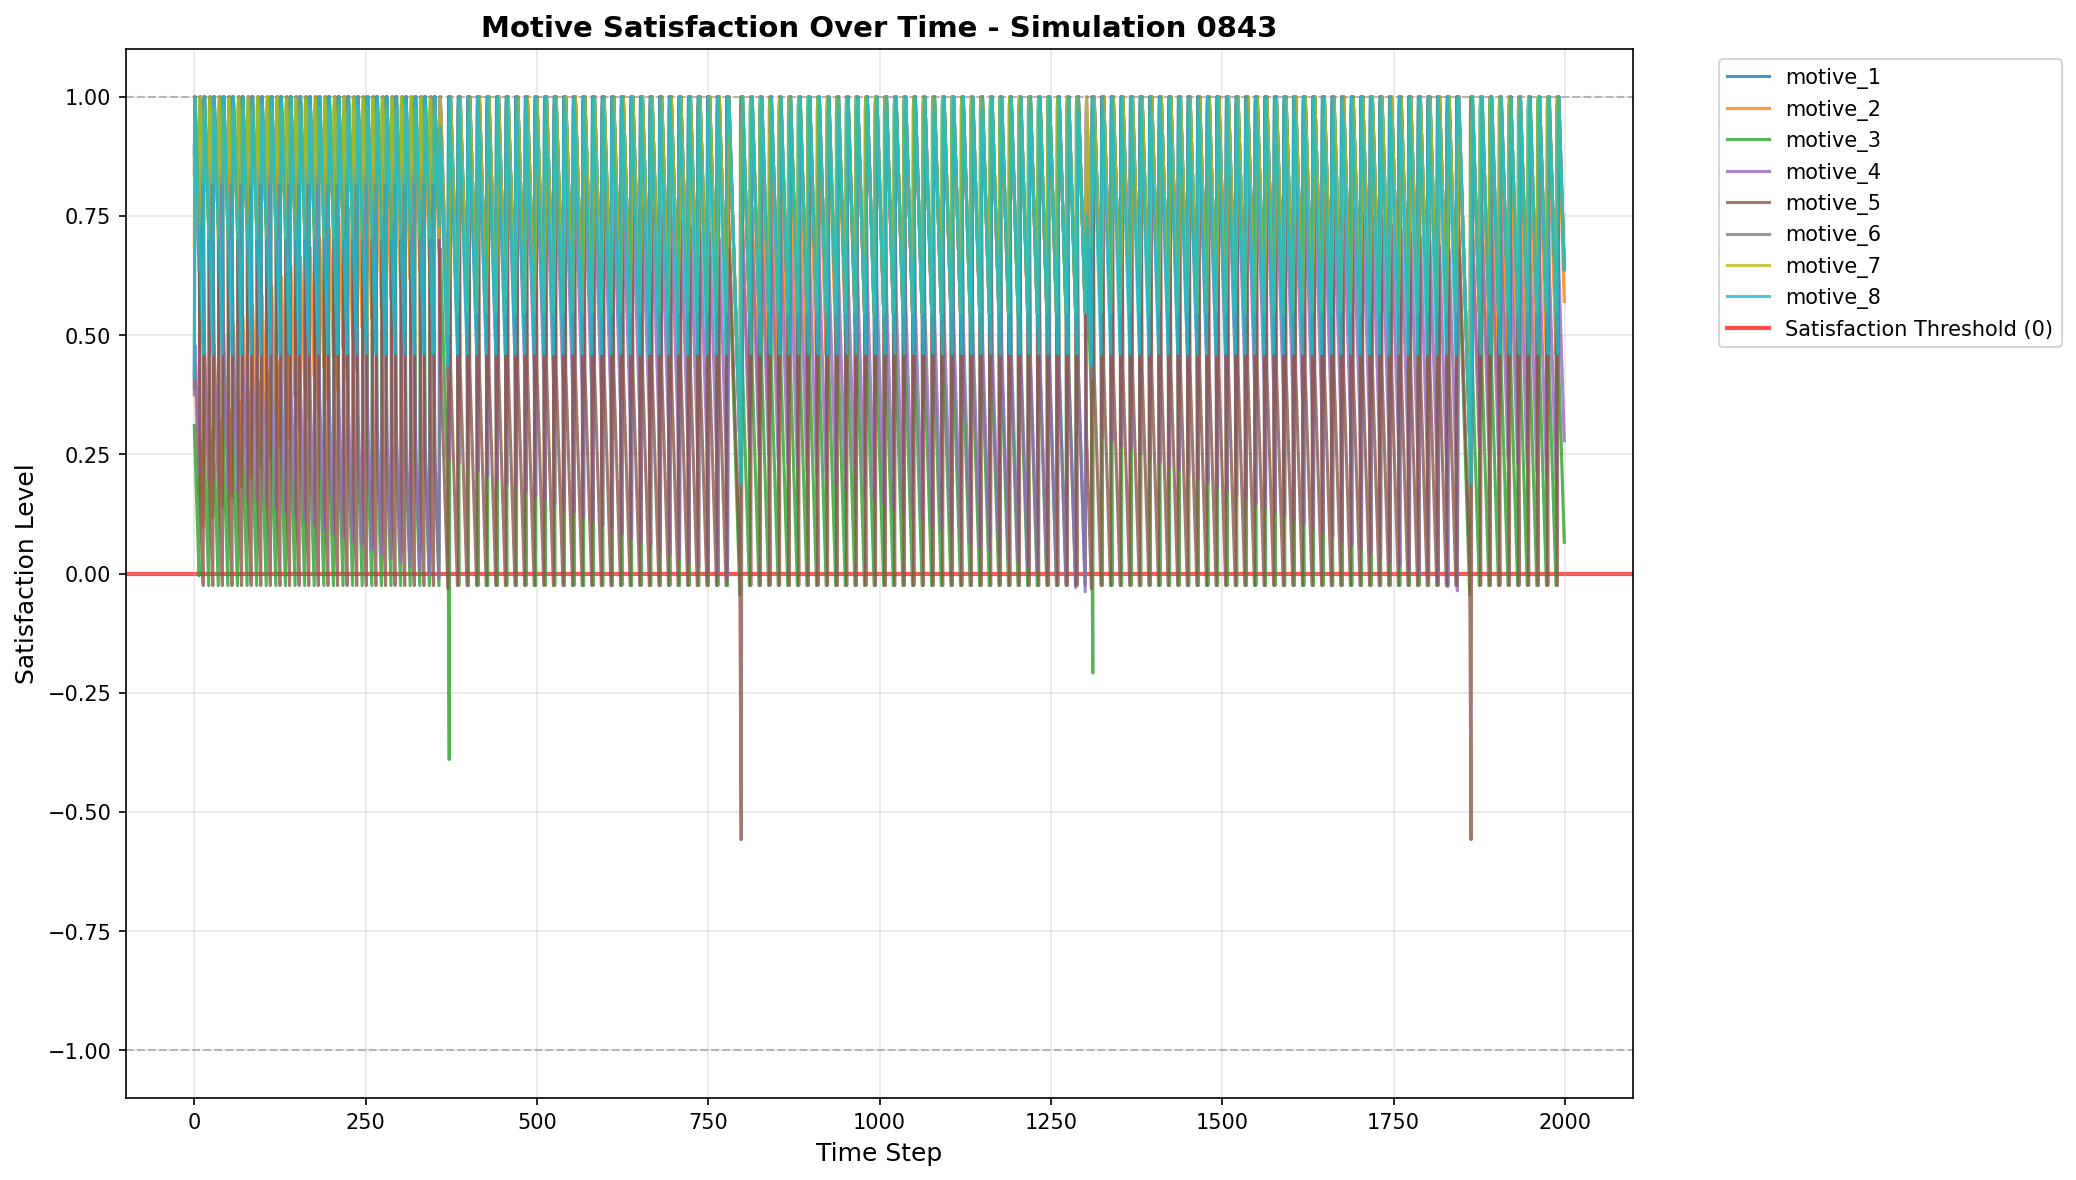 Motive Satisfaction Over Time - Simulation 0843
1.00
0.75
0.50
0.25
0.00
−0.25
−0.50
−0.75
−1.00
Satisfaction Level
0
250
500
750
1000
1250
1500
1750
2000
Time Step
motive_1
motive_2
motive_3
motive_4
motive_5
motive_6
motive_7
motive_8
Satisfaction Threshold (0)